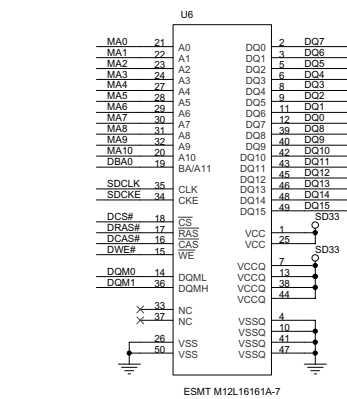 U6
MA0 21 A0 DQ0 2 DQ7
MA1 22 A1 DQ1 3 DQ6
MA2 23 A2 DQ2 5 DQ5
MA3 24 A3 DQ3 6 DQ4
MA4 27 A4 DQ4 8 DQ3
MA5 28 A5 DQ5 9 DQ2
MA6 29 A6 DQ6 11 DQ1
MA7 30 A7 DQ7 12 DQ0
MA8 31 A8 DQ8 39 DQ8
MA9 32 A9 DQ9 40 DQ9
MA10 20 A10 DQ10 42 DQ10
DBA0 19 BA/A11 DQ11 43 DQ11
DQ12 45 DQ12
SDCLK 35 CLK DQ13 46 DQ13
SDCKE 34 CKE DQ14 48 DQ14
DQ15 49 DQ15
SD33
DCS# 18 CS
DRAS# 17 RAS VCC 1
DCAS# 16 CAS VCC 25
DWE# 15 WE SD33
VCCQ 7
DQM0 14 DQML VCCQ 13
DQM1 36 DQMH VCCQ 38
VCCQ 44
33 NC
37 NC VSSQ 4
VSSQ 10
26 VSS VSSQ 41
50 VSS VSSQ 47
ESMT M12L16161A-7